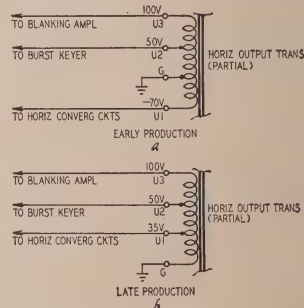 100V
TO BLANKING AMPL U3
50V
TO BURST KEYER U2
HORIZ OUTPUT TRANS
(PARTIAL)
G
-70V
TO HORIZ CONVERG CKTS U1
EARLY PRODUCTION
a
100V
TO BLANKING AMPL U3
50V
TO BURST KEYER U2
HORIZ OUTPUT TRANS
(PARTIAL)
35V
TO HORIZ CONVERG CKTS U1
G
LATE PRODUCTION
b